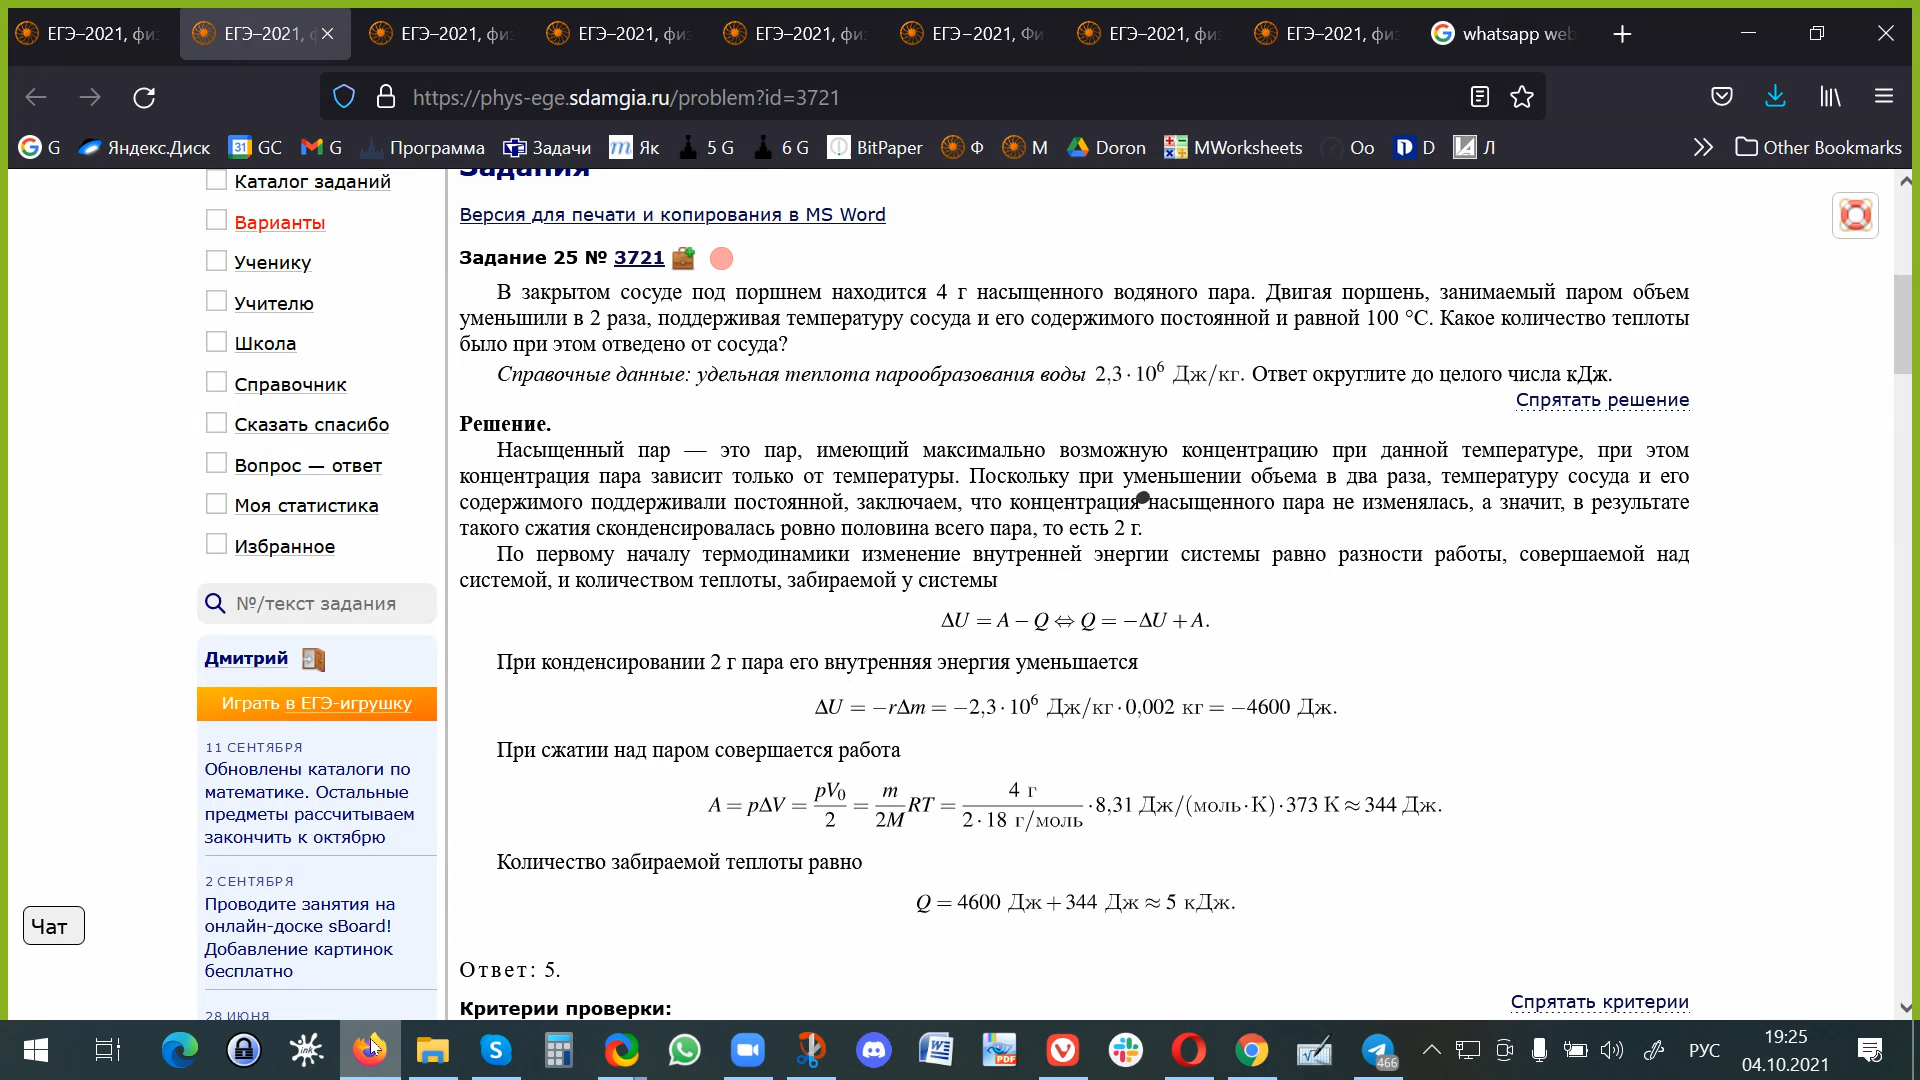 ЕГЭ–2021, физ
ЕГЭ–2021, ф
ЕГЭ–2021, физ
ЕГЭ–2021, физ
ЕГЭ–2021, физ
ЕГЭ−2021, Фи
ЕГЭ–2021, физ
ЕГЭ–2021, физ
whatsapp web
https://phys-ege.sdamgia.ru/problem?id=3721
G
Яндекс.Диск
31 GC
G
Программа
Задачи
m Як
5 G
6 G
BitPaper
Ф
М
Doron
MWorksheets
Oo
D
Л
Other Bookmarks
Каталог заданий
Варианты
Ученику
Учителю
Школа
Справочник
Сказать спасибо
Вопрос — ответ
Моя статистика
Избранное
№/текст задания
Дмитрий
Играть в ЕГЭ-игрушку
11 СЕНТЯБРЯ
Обновлены каталоги по
математике. Остальные
предметы рассчитываем
закончить к октябрю
2 СЕНТЯБРЯ
Проводите занятия на
онлайн-доске sBoard!
Добавление картинок
бесплатно
28 ИЮНЯ
Чат
Задания
Версия для печати и копирования в MS Word
Задание 25 № 3721
В закрытом сосуде под поршнем находится 4 г насыщенного водяного пара. Двигая поршень, занимаемый паром объем
уменьшили в 2 раза, поддерживая температуру сосуда и его содержимого постоянной и равной 100 °C. Какое количество теплоты
было при этом отведено от сосуда?
Справочные данные: удельная теплота парообразования воды 2,3·10⁶ Дж/кг. Ответ округлите до целого числа кДж.
Спрятать решение
Решение.
Насыщенный пар — это пар, имеющий максимально возможную концентрацию при данной температуре, при этом
концентрация пара зависит только от температуры. Поскольку при уменьшении объема в два раза, температуру сосуда и его
содержимого поддерживали постоянной, заключаем, что концентрация насыщенного пара не изменялась, а значит, в результате
такого сжатия сконденсировалась ровно половина всего пара, то есть 2 г.
По первому началу термодинамики изменение внутренней энергии системы равно разности работы, совершаемой над
системой, и количеством теплоты, забираемой у системы
ΔU = A − Q ⇔ Q = −ΔU + A.
При конденсировании 2 г пара его внутренняя энергия уменьшается
ΔU = −rΔm = −2,3·10⁶ Дж/кг·0,002 кг = −4600 Дж.
При сжатии над паром совершается работа
A = pΔV = pV₀/2 = m/2M RT = 4 г/2·18 г/моль ·8,31 Дж/(моль·К)·373 К ≈ 344 Дж.
Количество забираемой теплоты равно
Q = 4600 Дж + 344 Дж ≈ 5 кДж.
Ответ: 5.
Критерии проверки:
Спрятать критерии
ink
PDF
466
РУС
19:25
04.10.2021